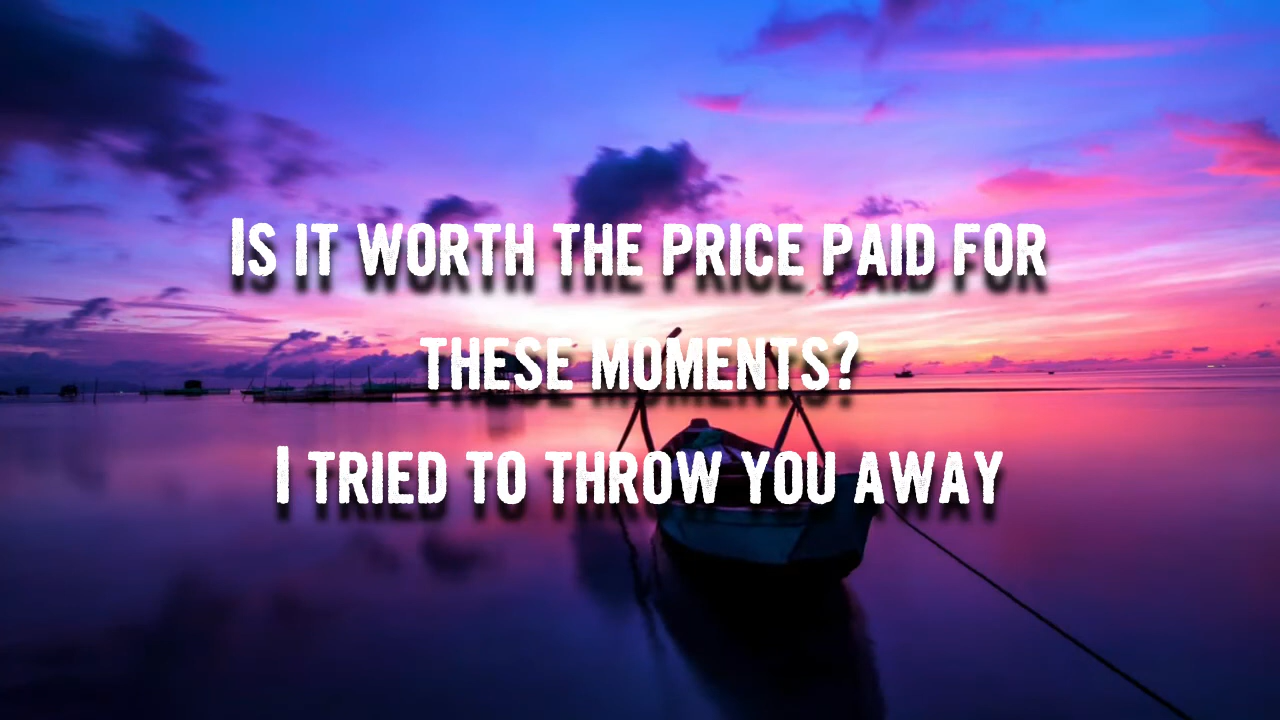 Is it worth the price paid for
these moments?
I tried to throw you away